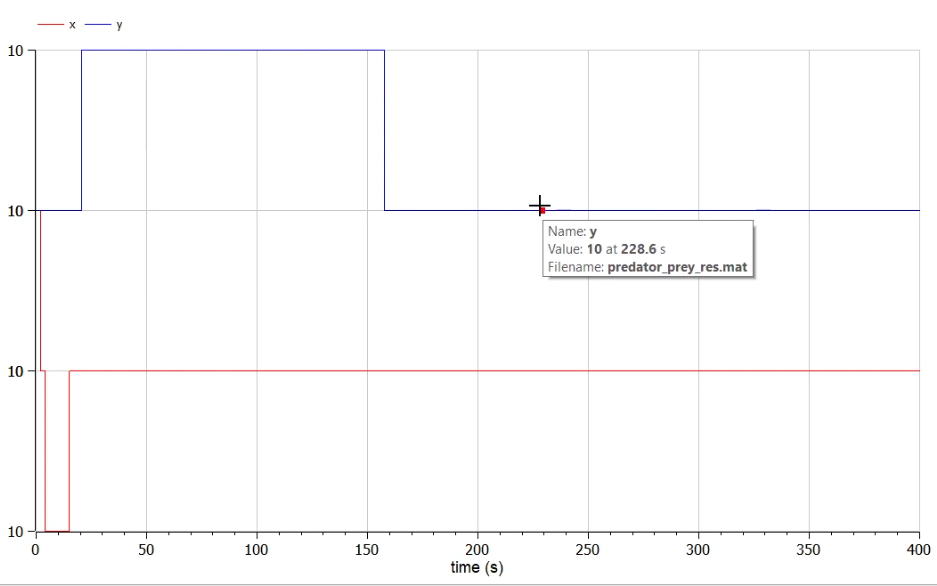 x y
10
10
10
10
Name: y
Value: 10 at 228.6 s
Filename: predator_prey_res.mat
0 50 100 150 200 250 300 350 400
time (s)